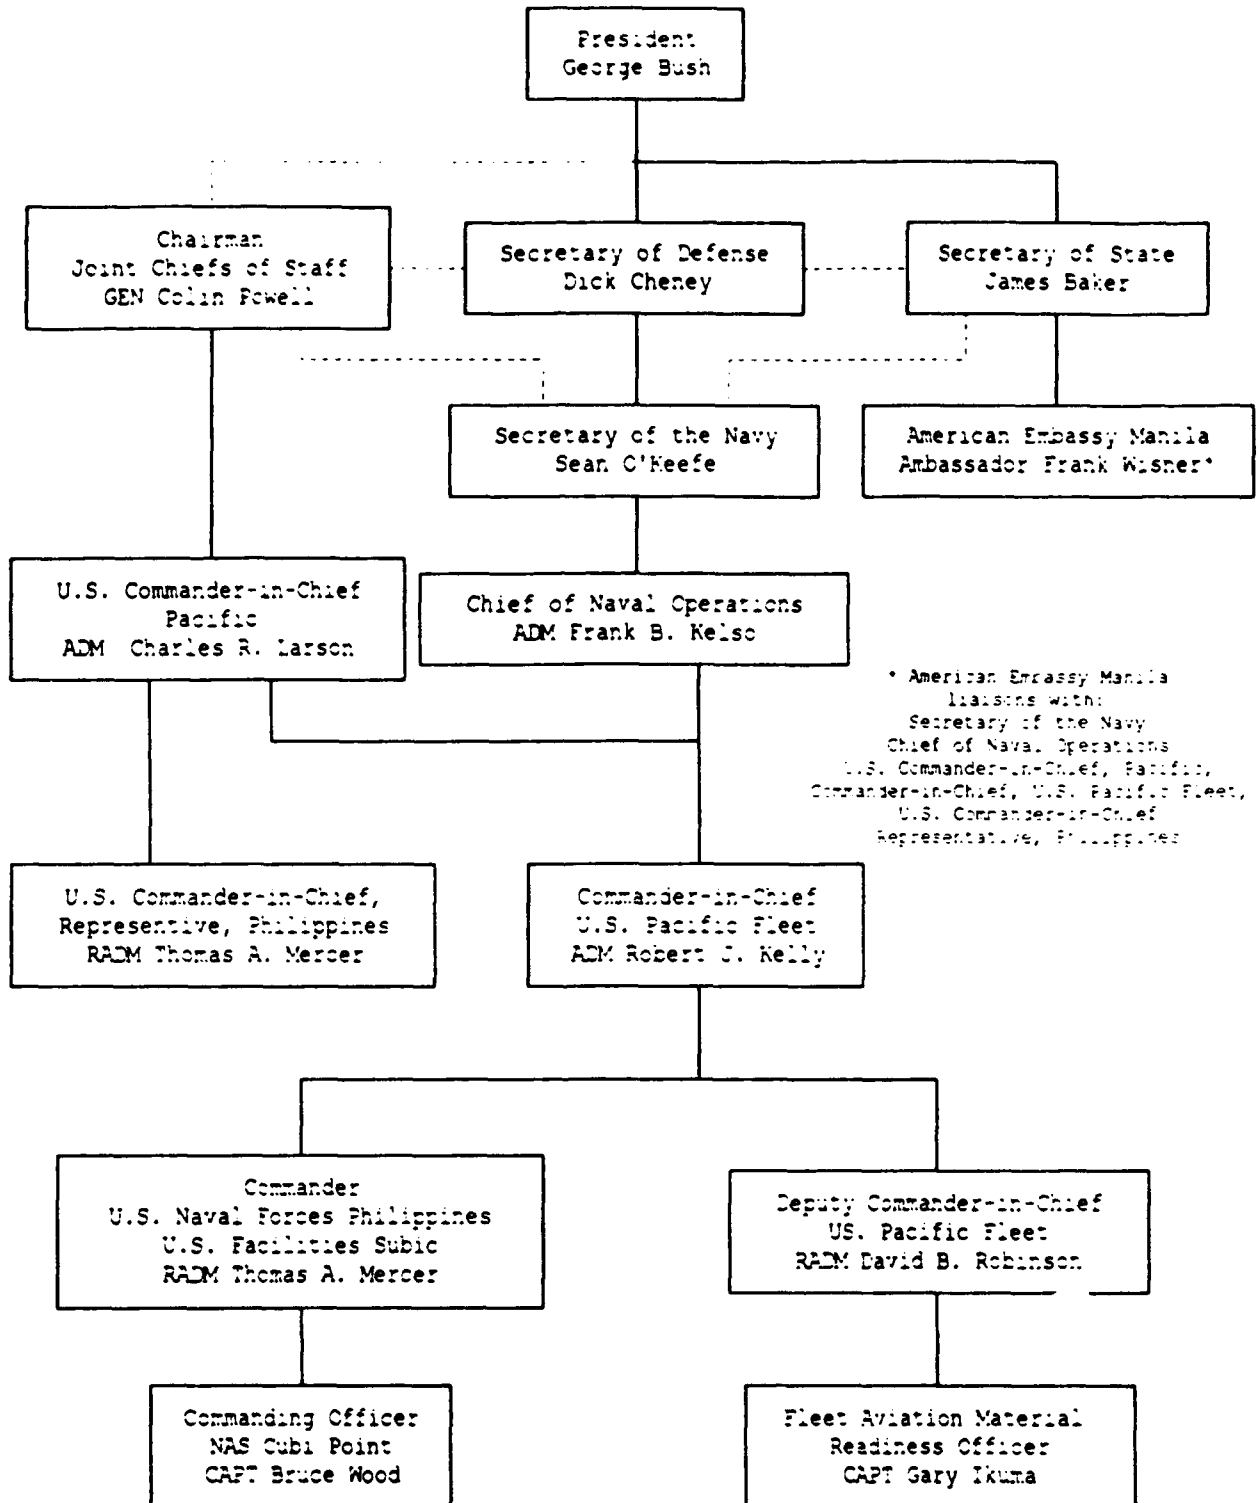 President
George Bush
Chairman
Joint Chiefs of Staff
GEN Colin Powell
Secretary of Defense
Dick Cheney
Secretary of State
James Baker
Secretary of the Navy
Sean O'Keefe
American Embassy Manila
Ambassador Frank Wisner*
U.S. Commander-in-Chief
Pacific
ADM Charles R. Larson
Chief of Naval Operations
ADM Frank B. Kelso
* American Embassy Manila
liaisons with:
Secretary of the Navy
Chief of Naval Operations
U.S. Commander-in-Chief, Pacific,
Commander-in-Chief, U.S. Pacific Fleet,
U.S. Commander-in-Chief
Representative, Philippines
U.S. Commander-in-Chief,
Representive, Philippines
RADM Thomas A. Mercer
Commander-in-Chief
U.S. Pacific Fleet
ADM Robert J. Kelly
Commander
U.S. Naval Forces Philippines
U.S. Facilities Subic
RADM Thomas A. Mercer
Deputy Commander-in-Chief
US. Pacific Fleet
RADM David B. Robinson
Commanding Officer
NAS Cubi Point
CAPT Bruce Wood
Fleet Aviation Material
Readiness Officer
CAPT Gary Ikuma